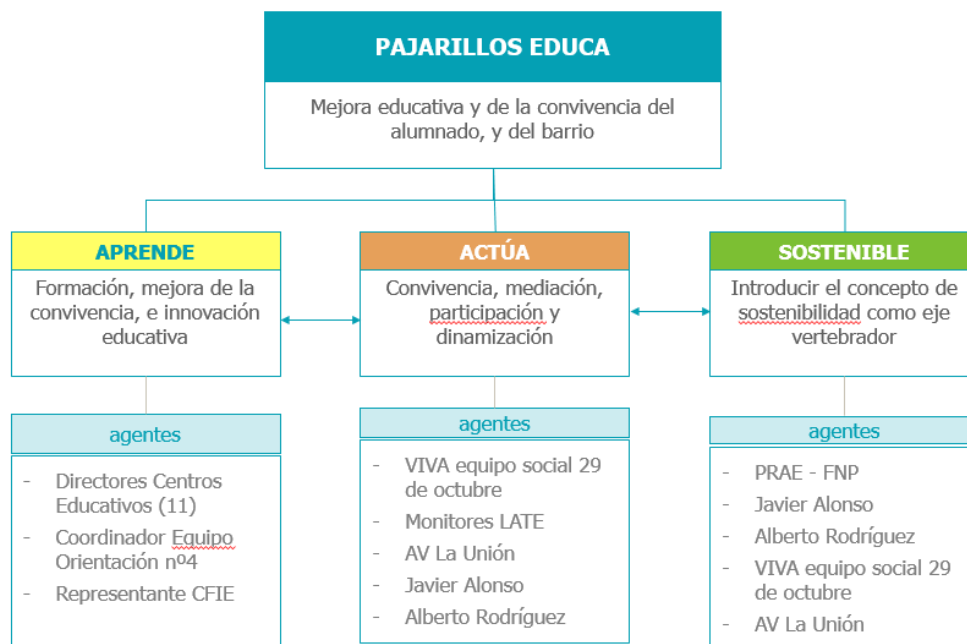 PAJARILLOS EDUCA
Mejora educativa y de la convivencia del
alumnado, y del barrio
APRENDE
Formación, mejora de la
convivencia, e innovación
educativa
ACTÚA
Convivencia, mediación,
participación y
dinamización
SOSTENIBLE
Introducir el concepto de
sostenibilidad como eje
vertebrador
agentes
- Directores Centros
Educativos (11)
- Coordinador Equipo
Orientación nº4
- Representante CFIE
agentes
- VIVA equipo social 29
de octubre
- Monitores LATE
- AV La Unión
- Javier Alonso
- Alberto Rodríguez
agentes
- PRAE - FNP
- Javier Alonso
- Alberto Rodríguez
- VIVA equipo social 29
de octubre
- AV La Unión